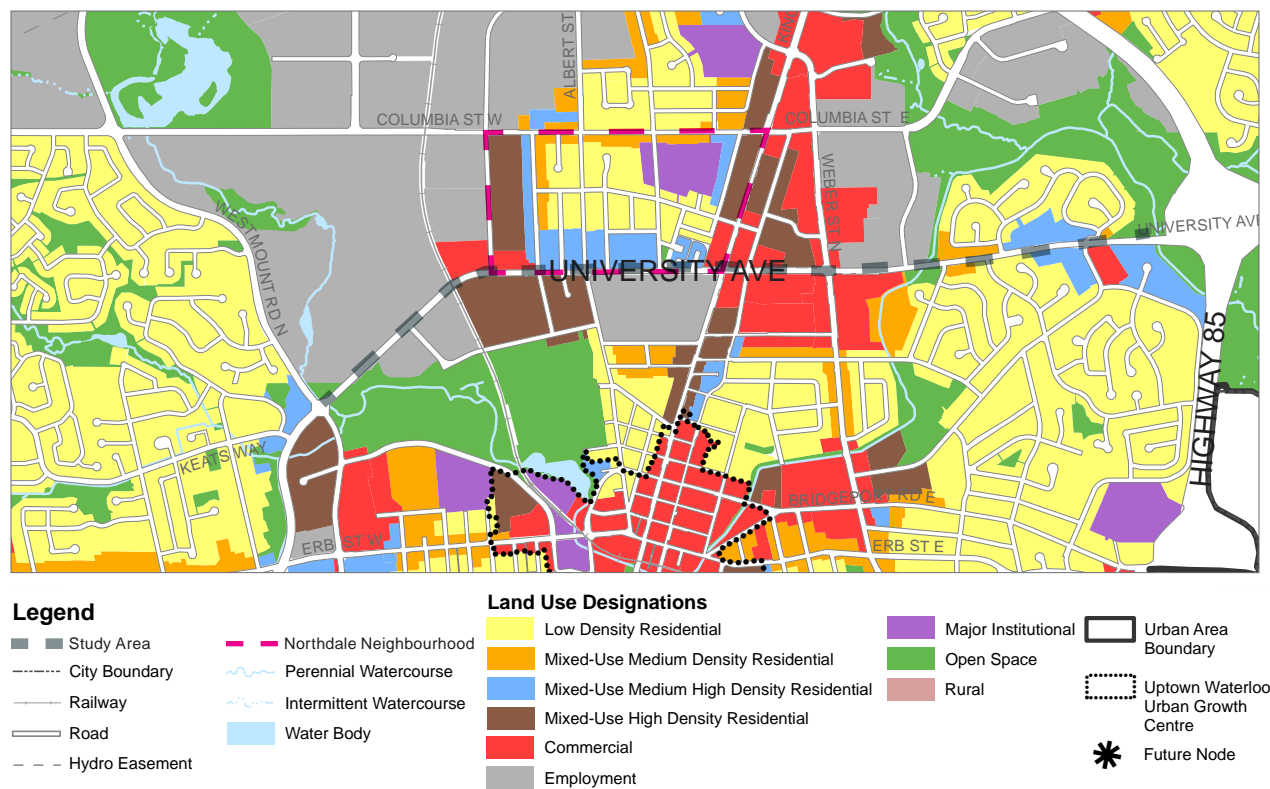 KING
ALBERT ST
COLUMBIA ST W
COLUMBIA ST E
WEBER ST N
WESTMOUNT RD N
UNIVERSITY AVE
UNIVERSITY AVE
HIGHWAY 85
KEATS WAY
BRIDGEPORT RD E
ERB ST W
ERB ST E
Legend
Study Area
City Boundary
Railway
Road
Hydro Easement
Northdale Neighbourhood
Perennial Watercourse
Intermittent Watercourse
Water Body
Land Use Designations
Low Density Residential
Mixed-Use Medium Density Residential
Mixed-Use Medium High Density Residential
Mixed-Use High Density Residential
Commercial
Employment
Major Institutional
Open Space
Rural
Urban Area
Boundary
Uptown Waterloo
Urban Growth
Centre
Future Node